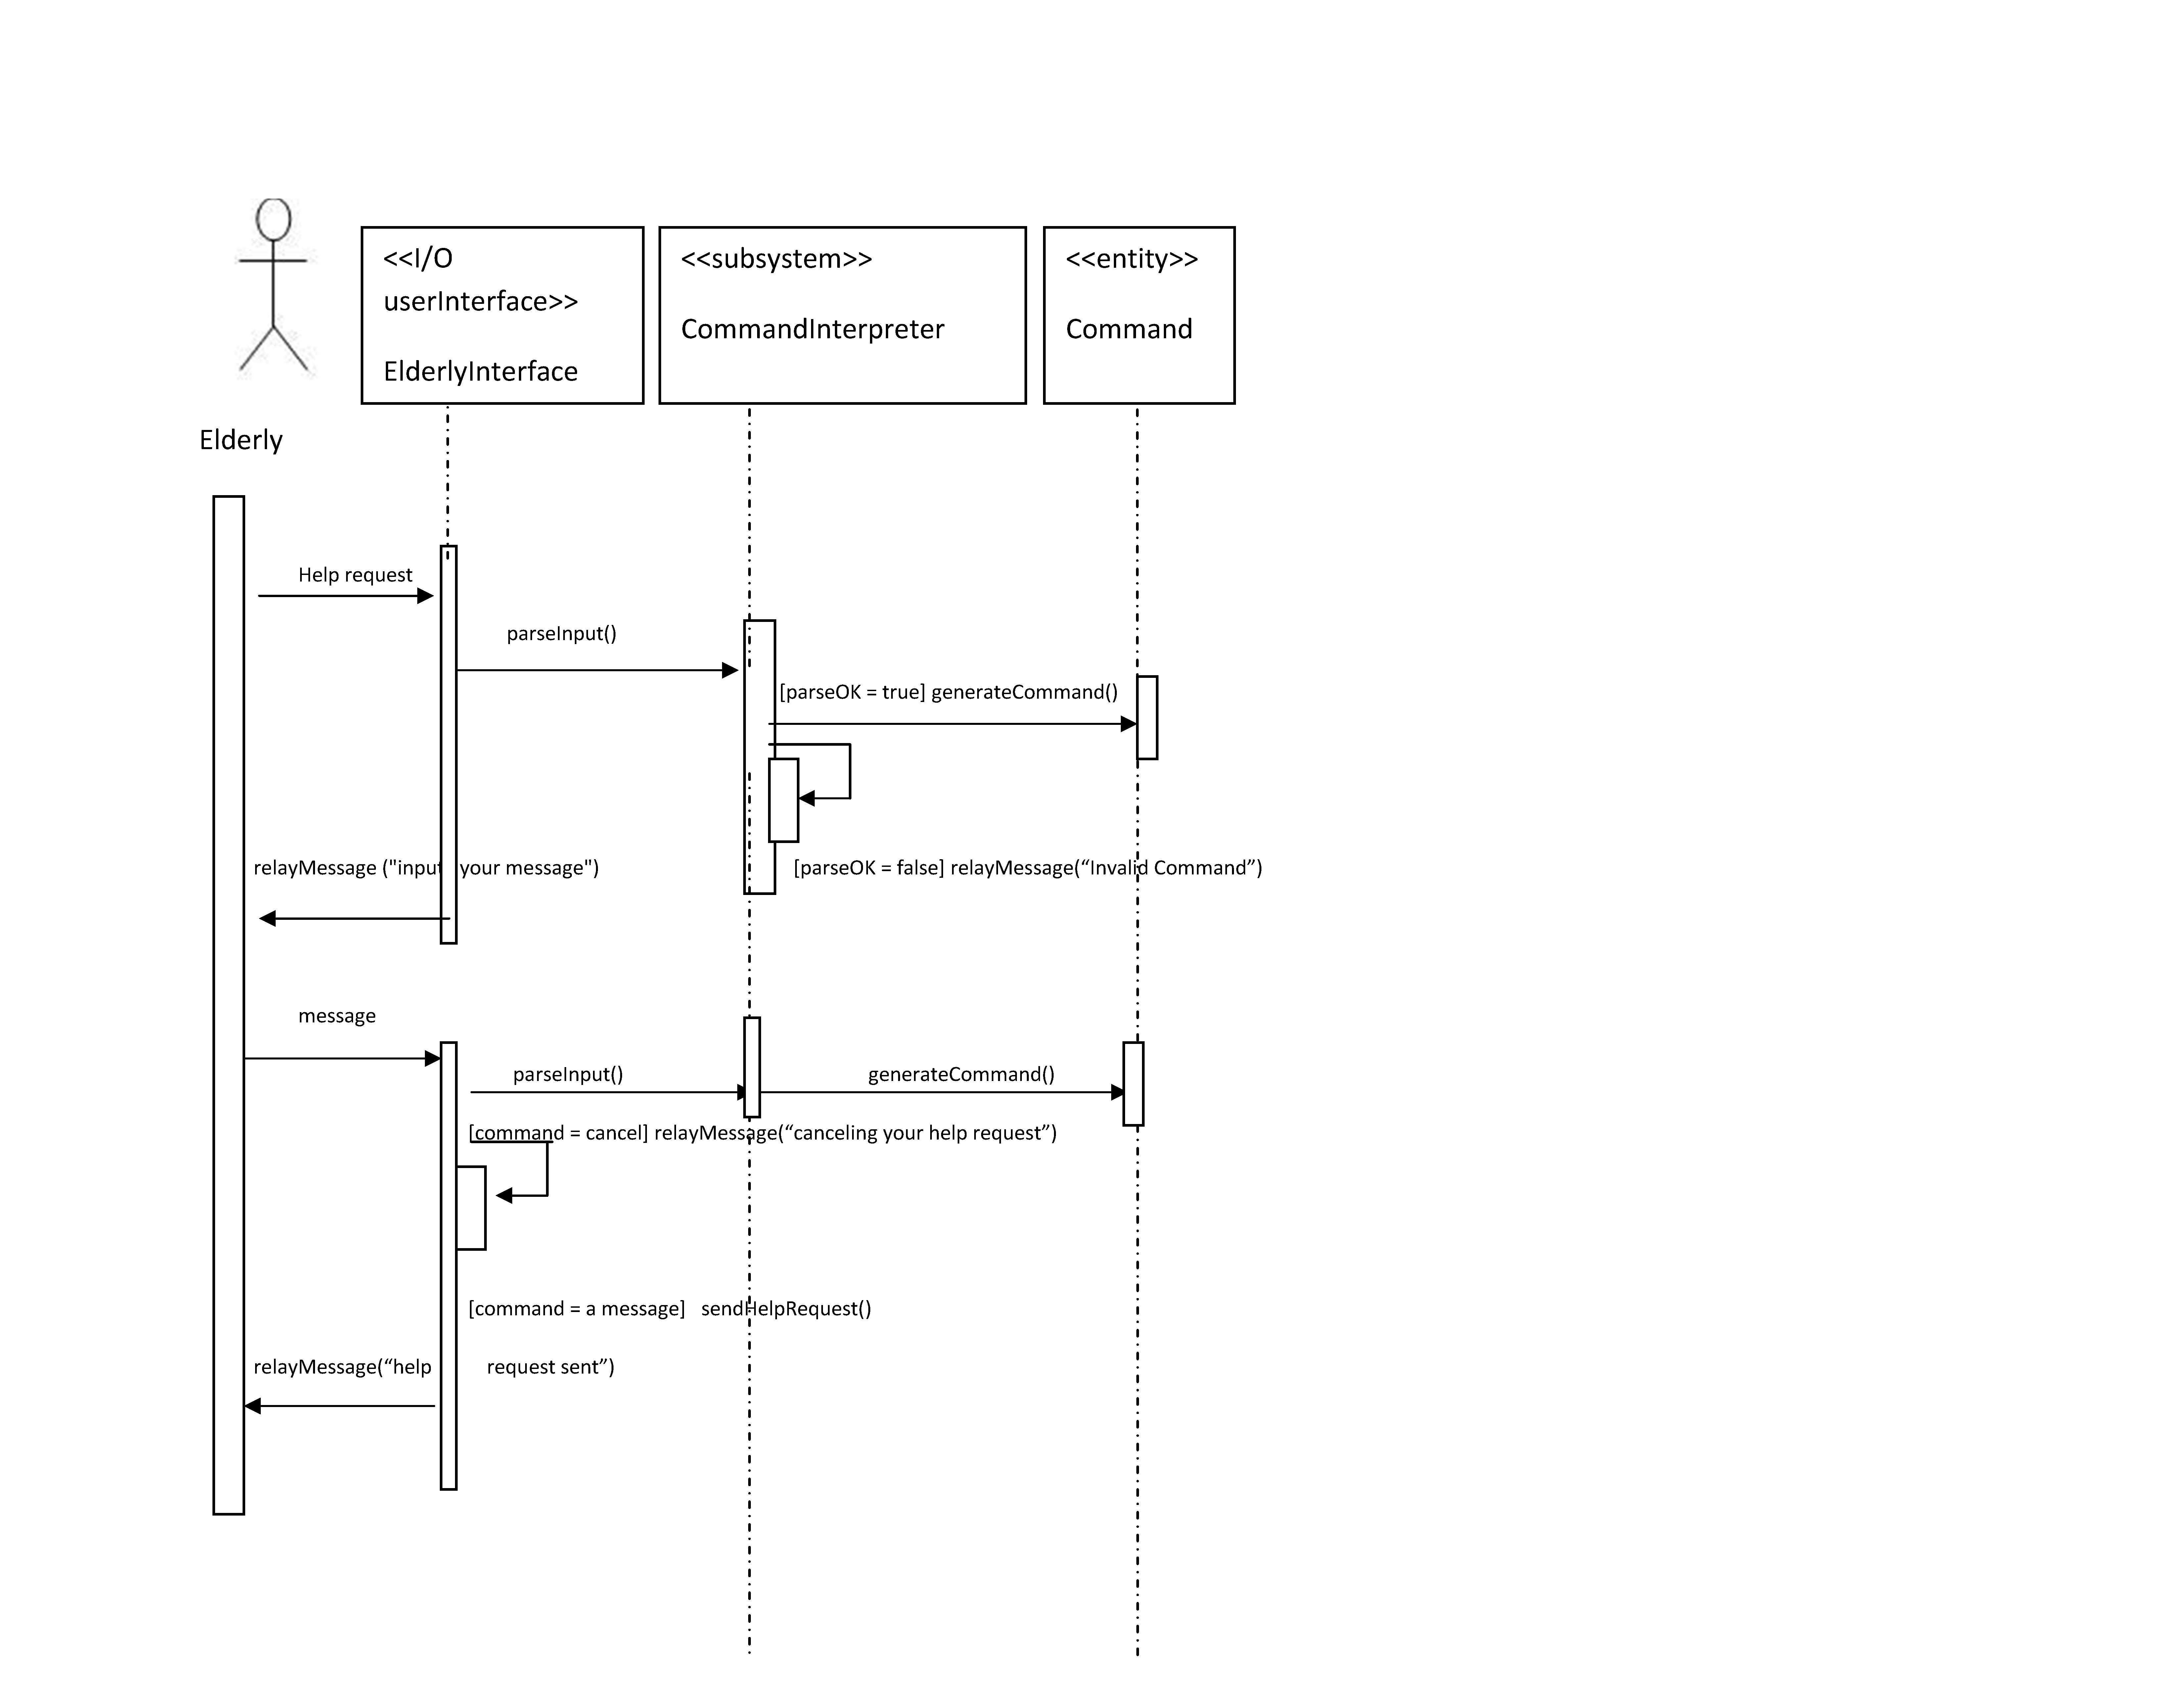 <<I/O
userInterface>>
ElderlyInterface
<<subsystem>>
CommandInterpreter
<<entity>>
Command
Elderly
Help request
parseInput()
[parseOK = true] generateCommand()
relayMessage ("input your message")
[parseOK = false] relayMessage(“Invalid Command”)
message
parseInput()
generateCommand()
[command = cancel] relayMessage(“canceling your help request”)
[command = a message] sendHelpRequest()
relayMessage(“help request sent”)